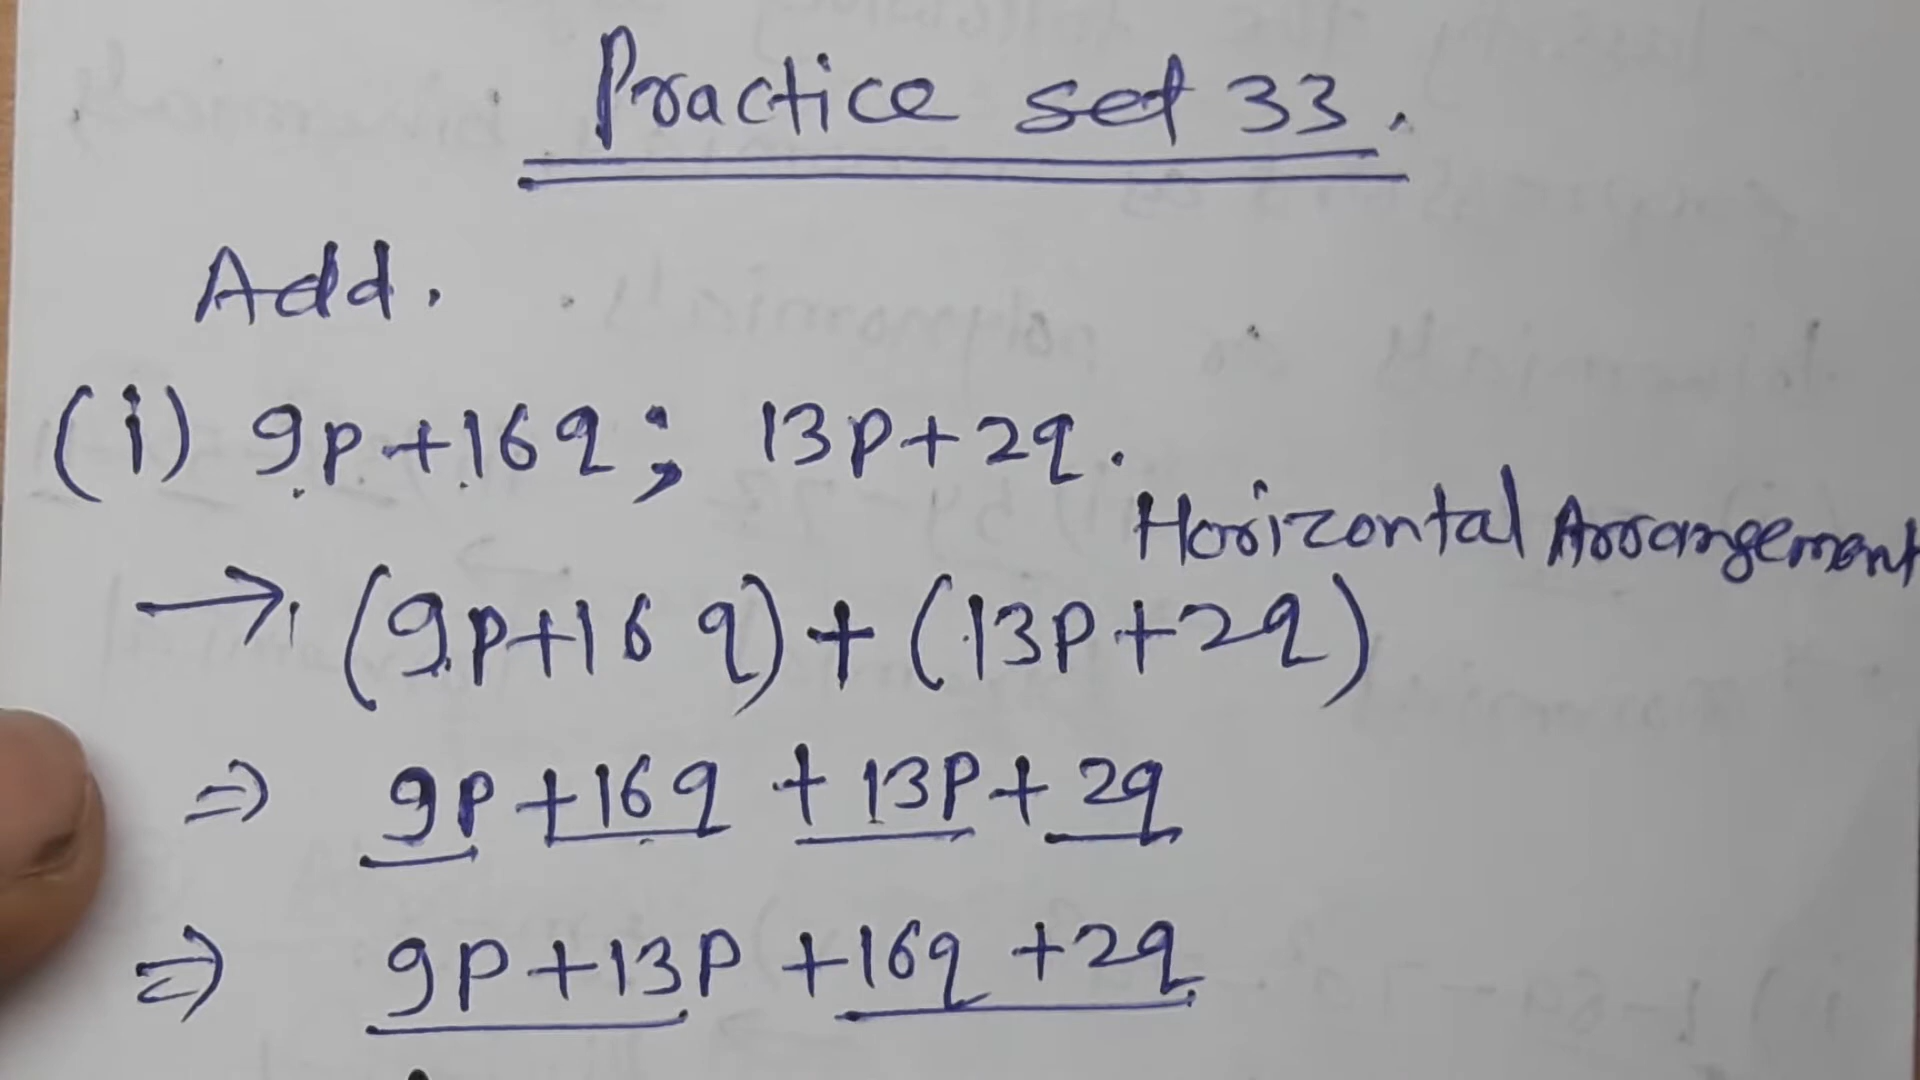 Practice set 33.
Add.
(i) 9p+16q; 13p+2q.
Horizontal Arrangement
→ (9p+16q)+(13p+2q)
⇒ 9p+16q+13p+2q
⇒ 9p+13p+16q+2q